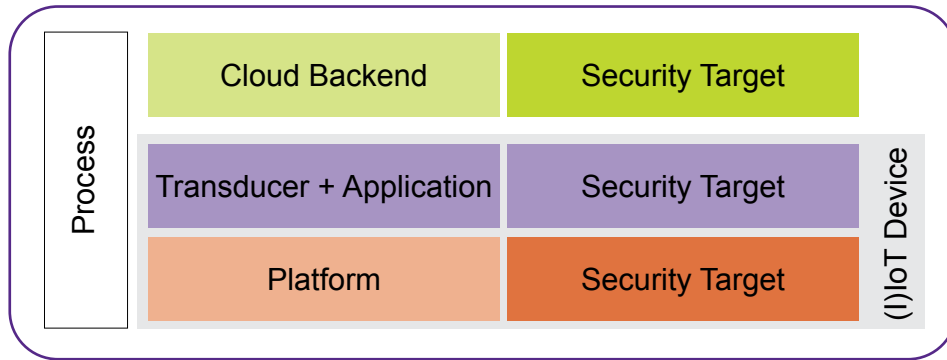 Process
Cloud Backend
Security Target
Transducer + Application
Security Target
Platform
Security Target
(I)IoT Device